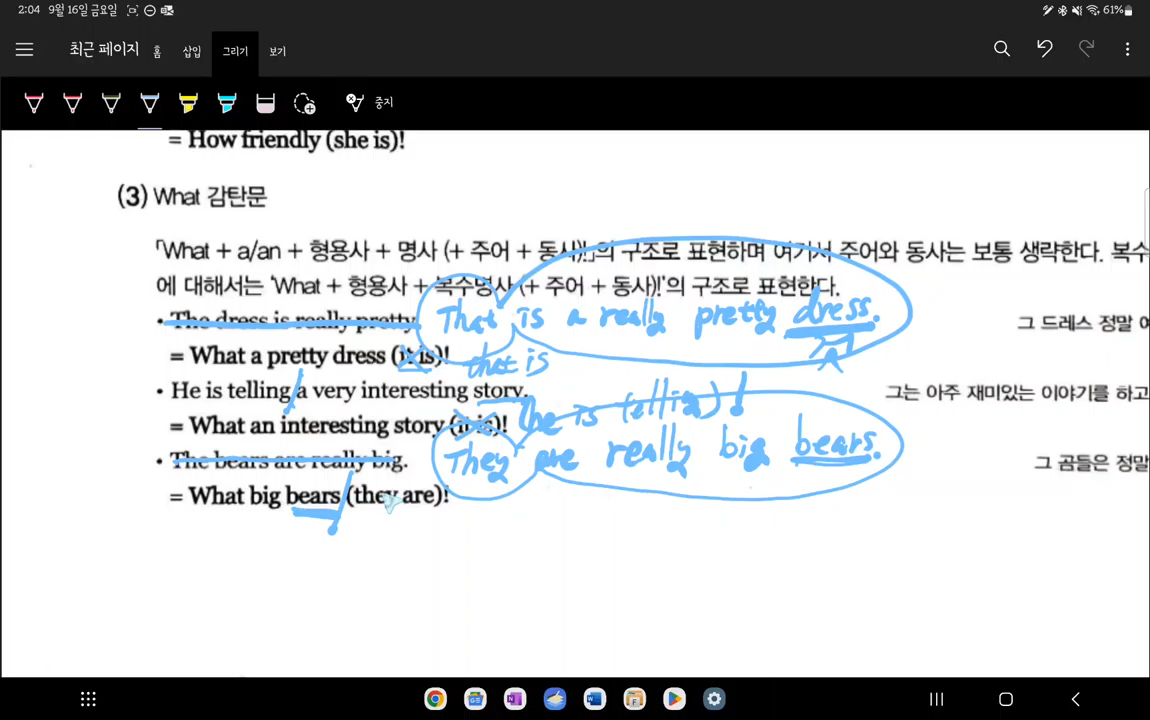 2:04 9월 16일 금요일 61%
최근 페이지 홈 삽입 그리기 보기
중지
= How friendly (she is)!
(3) What 감탄문
「What + a/an + 형용사 + 명사 (+ 주어 + 동사)!」의 구조로 표현하며 여기서 주어와 동사는 보통 생략한다. 복수
에 대해서는 'What + 형용사 + 복수명사 (+ 주어 + 동사)!'의 구조로 표현한다.
• The dress is really pretty. That is a really pretty dress. 그 드레스 정말 예
= What a pretty dress (it is)! that is
• He is telling a very interesting story. 그는 아주 재미있는 이야기를 하고
= What an interesting story (it is)! he is telling !
• The bears are really big. They are really big bears. 그 곰들은 정말
= What big bears (they are)!